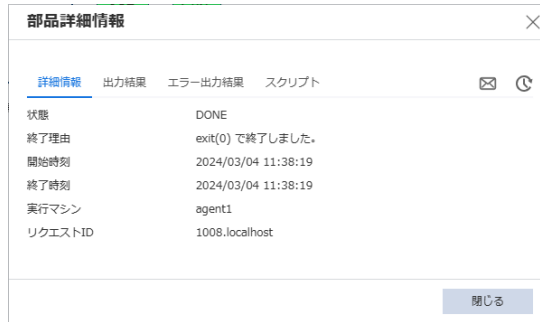 部品詳細情報
詳細情報 出力結果 エラー出力結果 スクリプト
状態 DONE
終了理由 exit(0) で終了しました。
開始時刻 2024/03/04 11:38:19
終了時刻 2024/03/04 11:38:19
実行マシン agent1
リクエストID 1008.localhost
閉じる